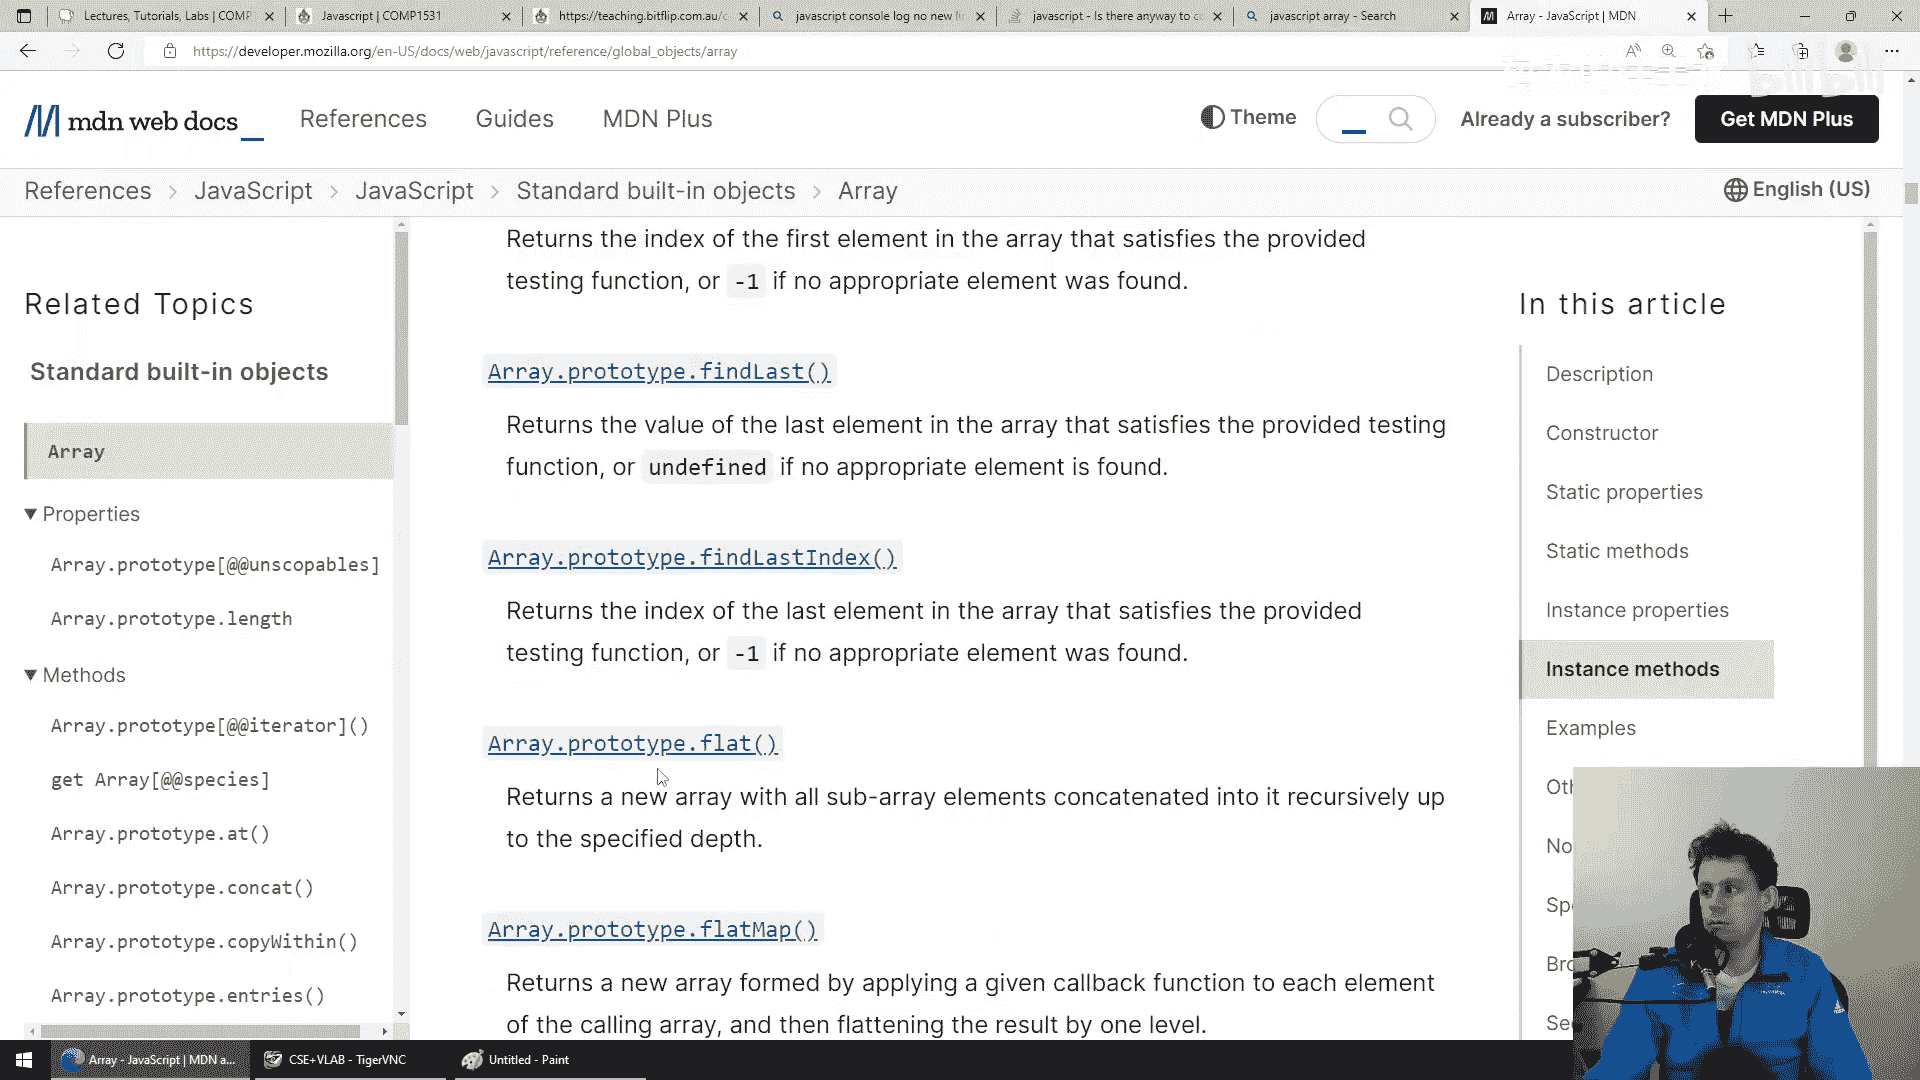 Lectures, Tutorials, Labs | COMP
Javascript | COMP1531
https://teaching.bitflip.com.au/c
javascript console log no new li
javascript - Is there anyway to co
javascript array - Search
Array - JavaScript | MDN
https://developer.mozilla.org/en-US/docs/web/javascript/reference/global_objects/array
mdn web docs
References
Guides
MDN Plus
Theme
Already a subscriber?
Get MDN Plus
References > JavaScript > JavaScript > Standard built-in objects > Array
English (US)
Related Topics
Standard built-in objects
Array
Properties
Array.prototype[@@unscopables]
Array.prototype.length
Methods
Array.prototype[@@iterator]()
get Array[@@species]
Array.prototype.at()
Array.prototype.concat()
Array.prototype.copyWithin()
Array.prototype.entries()
Returns the index of the first element in the array that satisfies the provided
testing function, or -1 if no appropriate element was found.
Array.prototype.findLast()
Returns the value of the last element in the array that satisfies the provided testing
function, or undefined if no appropriate element is found.
Array.prototype.findLastIndex()
Returns the index of the last element in the array that satisfies the provided
testing function, or -1 if no appropriate element was found.
Array.prototype.flat()
Returns a new array with all sub-array elements concatenated into it recursively up
to the specified depth.
Array.prototype.flatMap()
Returns a new array formed by applying a given callback function to each element
of the calling array, and then flattening the result by one level.
In this article
Description
Constructor
Static properties
Static methods
Instance properties
Instance methods
Examples
Ot
No
Spe
Bro
See
Array - JavaScript | MDN a...
CSE+VLAB - TigerVNC
Untitled - Paint